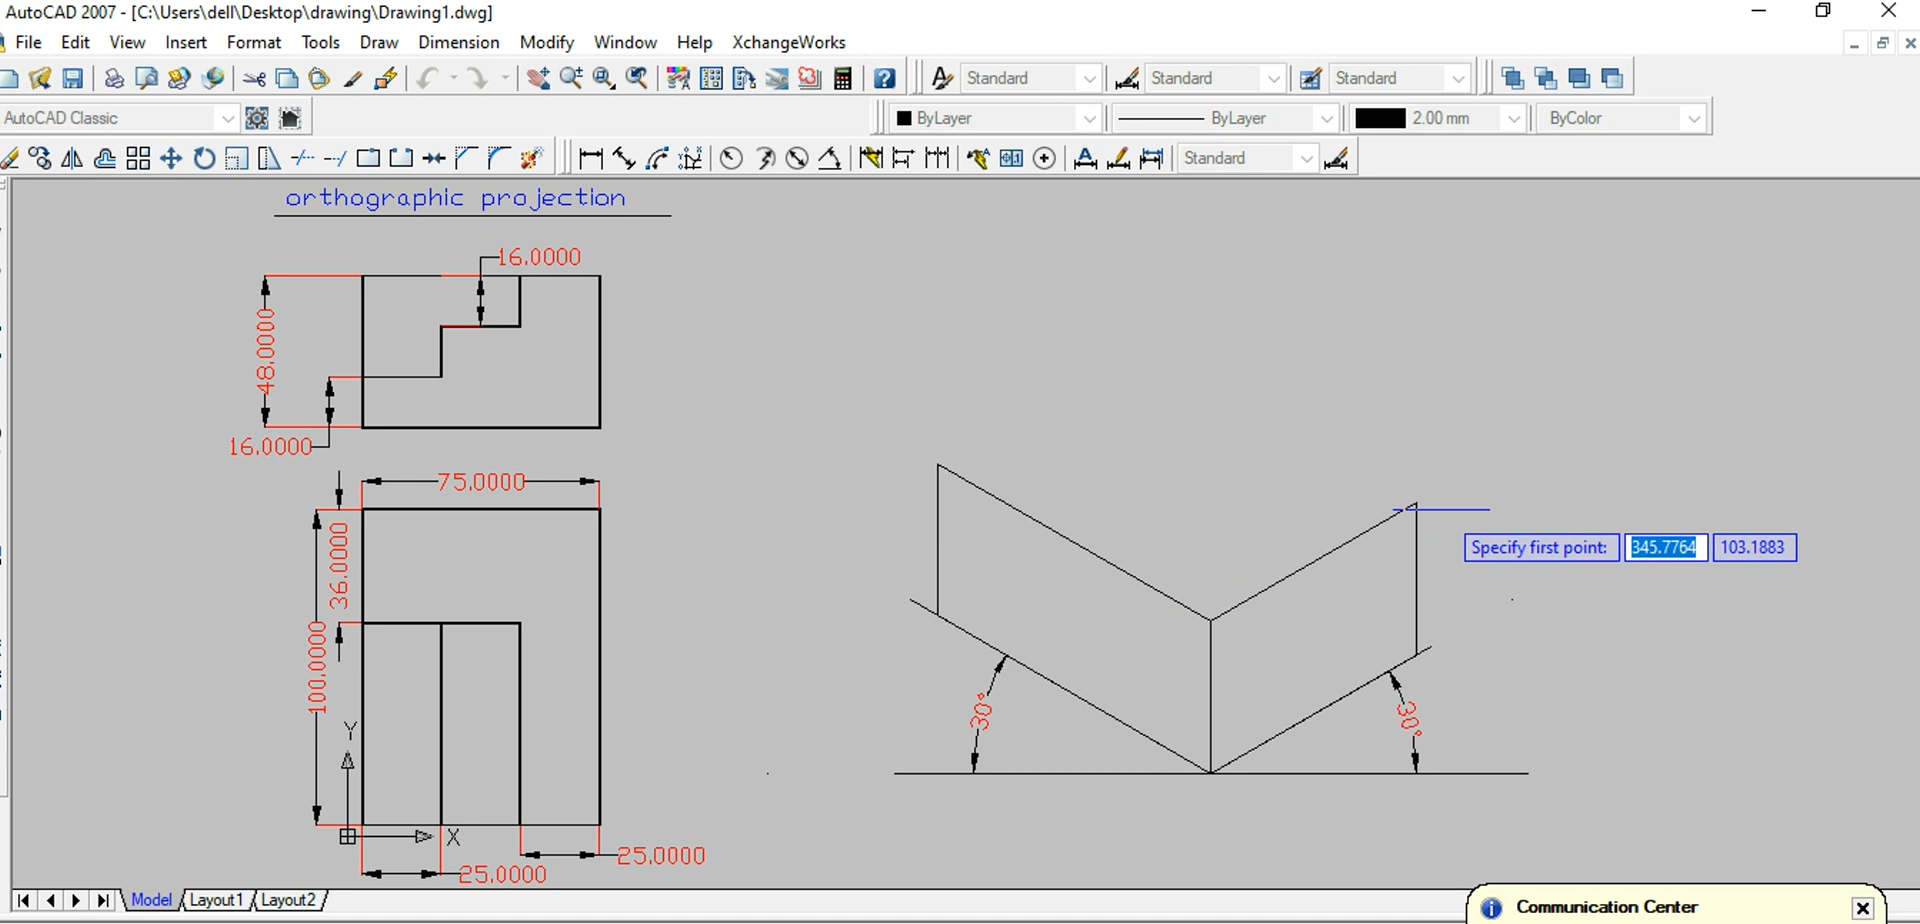 AutoCAD 2007 - [C:\Users\dell\Desktop\drawing\Drawing1.dwg]
File Edit View Insert Format Tools Draw Dimension Modify Window Help XchangeWorks
Standard Standard Standard
AutoCAD Classic ByLayer ByLayer 2.00 mm ByColor
Standard
orthographic projection
16.0000
48.0000
16.0000
75.0000
36.0000
100.0000
Y
X
25.0000
25.0000
30°
30°
Specify first point: 345.7764 103.1883
Model Layout1 Layout2
Communication Center